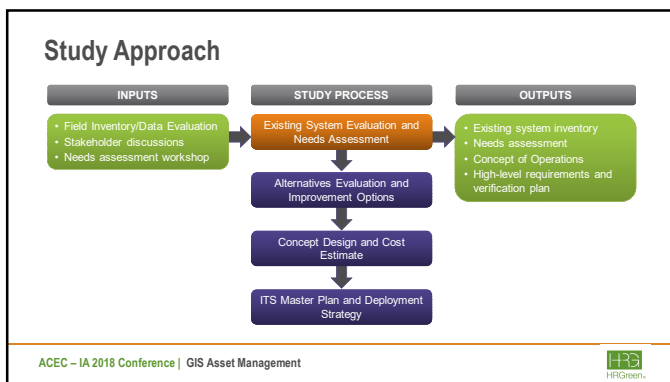 Study Approach
INPUTS
STUDY PROCESS
OUTPUTS
• Field Inventory/Data Evaluation
• Stakeholder discussions
• Needs assessment workshop
Existing System Evaluation and
Needs Assessment
• Existing system inventory
• Needs assessment
• Concept of Operations
• High-level requirements and
verification plan
Alternatives Evaluation and
Improvement Options
Concept Design and Cost
Estimate
ITS Master Plan and Deployment
Strategy
ACEC – IA 2018 Conference | GIS Asset Management
HRG
HRGreen.